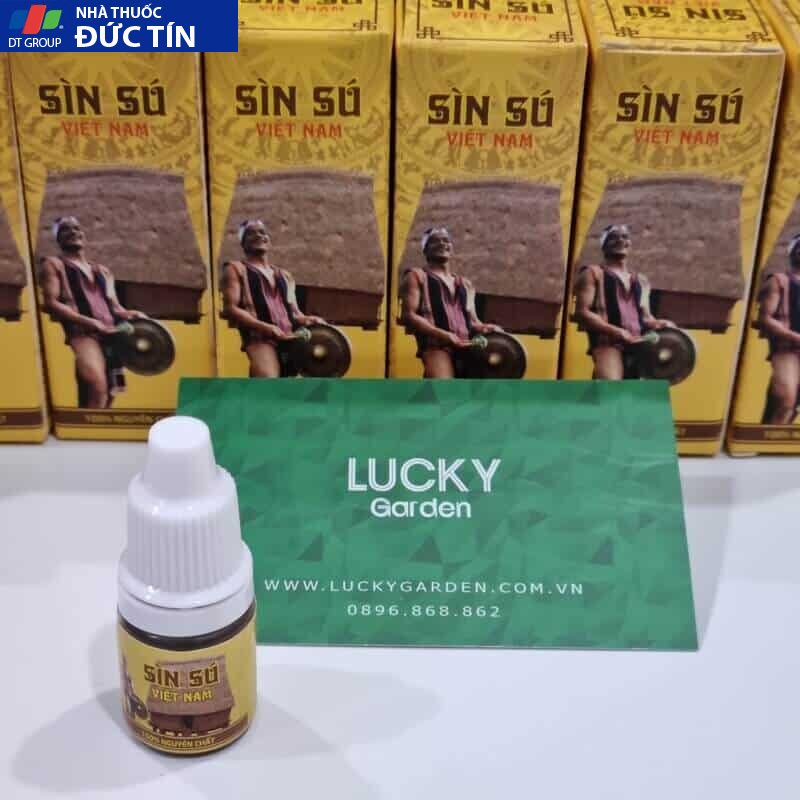 NHÀ THUỐC
DT GROUP
ĐỨC TÍN
SÌN SÚ
SÌN SÚ
VIỆT NAM
SÌN SÚ
VIỆT NAM
SÌN SÚ
VIỆT NAM
SÌN SÚ
VIỆT NAM
LUCKY
Garden
WWW.LUCKYGARDEN.COM.VN
0896.868.862
SÌN SÚ
VIỆT NAM
100% NGUYÊN CHẤT